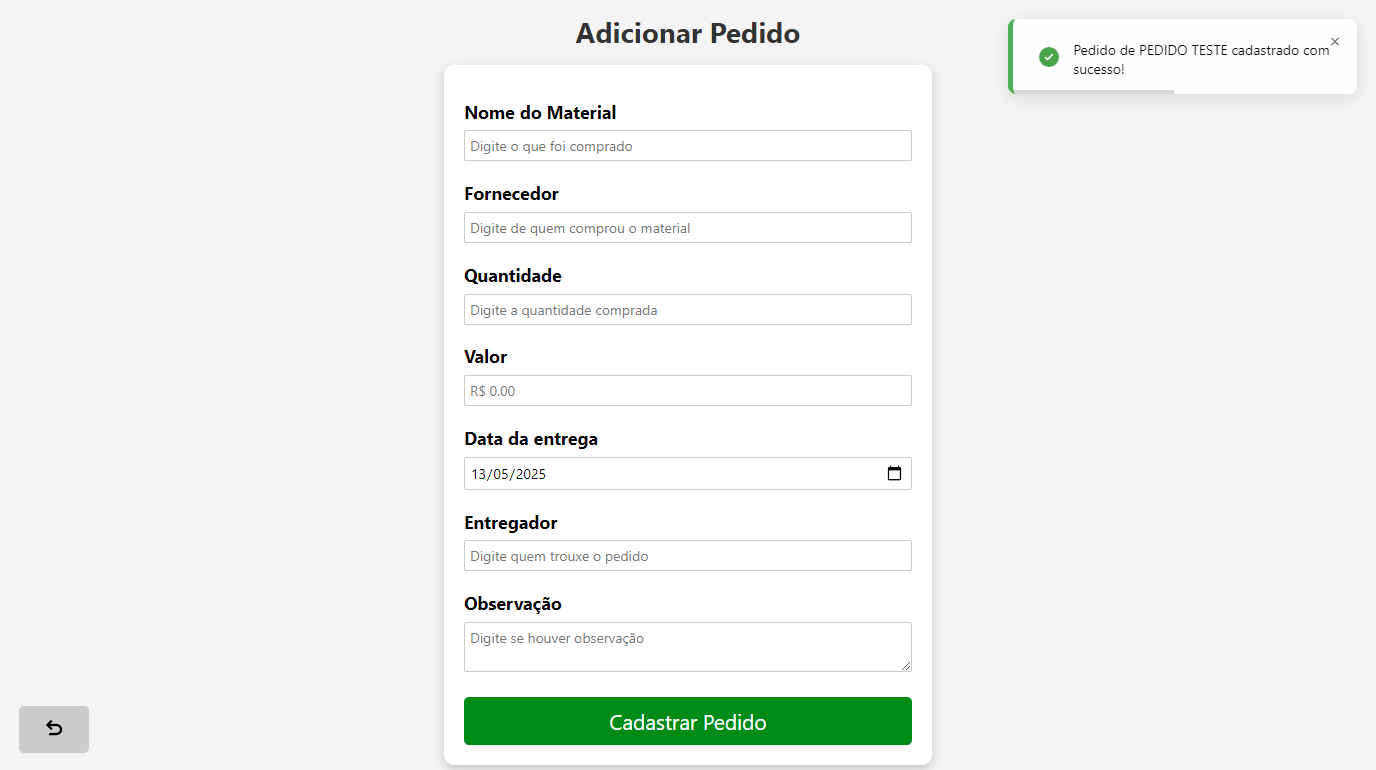 Adicionar Pedido
Pedido de PEDIDO TESTE cadastrado com
sucesso!
Nome do Material
Digite o que foi comprado
Fornecedor
Digite de quem comprou o material
Quantidade
Digite a quantidade comprada
Valor
R$ 0.00
Data da entrega
13/05/2025
Entregador
Digite quem trouxe o pedido
Observação
Digite se houver observação
Cadastrar Pedido